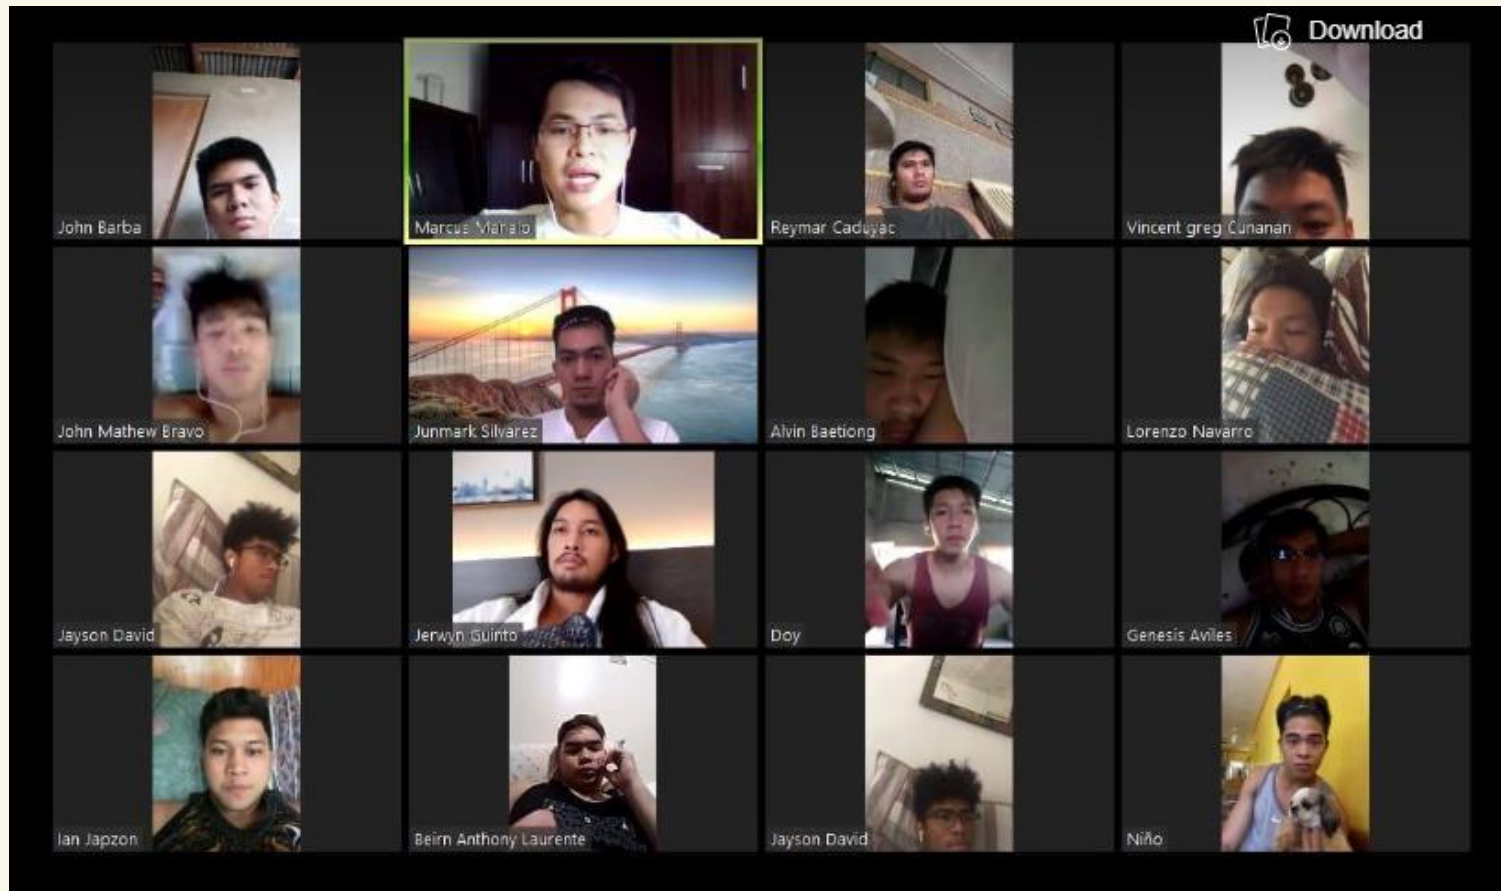 Download
John Barba
Marcus Manalo
Reymar Caduyac
Vincent greg Cunanan
John Mathew Bravo
Junmark Silvarez
Alvin Baetiong
Lorenzo Navarro
Jayson David
Jerwyn Guinto
Doy
Genesis Aviles
Ian Japzon
Beirn Anthony Laurente
Jayson David
Niño